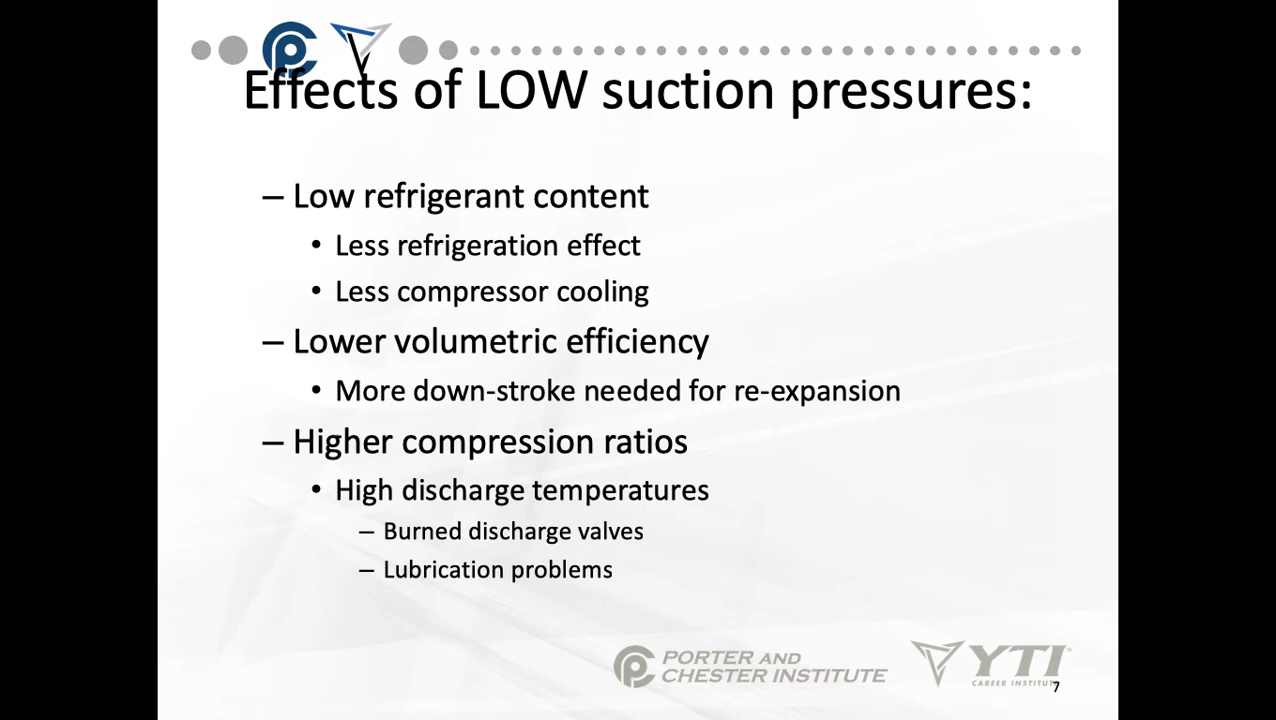 Effects of LOW suction pressures:
– Low refrigerant content
• Less refrigeration effect
• Less compressor cooling
– Lower volumetric efficiency
• More down-stroke needed for re-expansion
– Higher compression ratios
• High discharge temperatures
– Burned discharge valves
– Lubrication problems
PORTER AND
CHESTER INSTITUTE
YTI
CAREER INSTITUTE
7